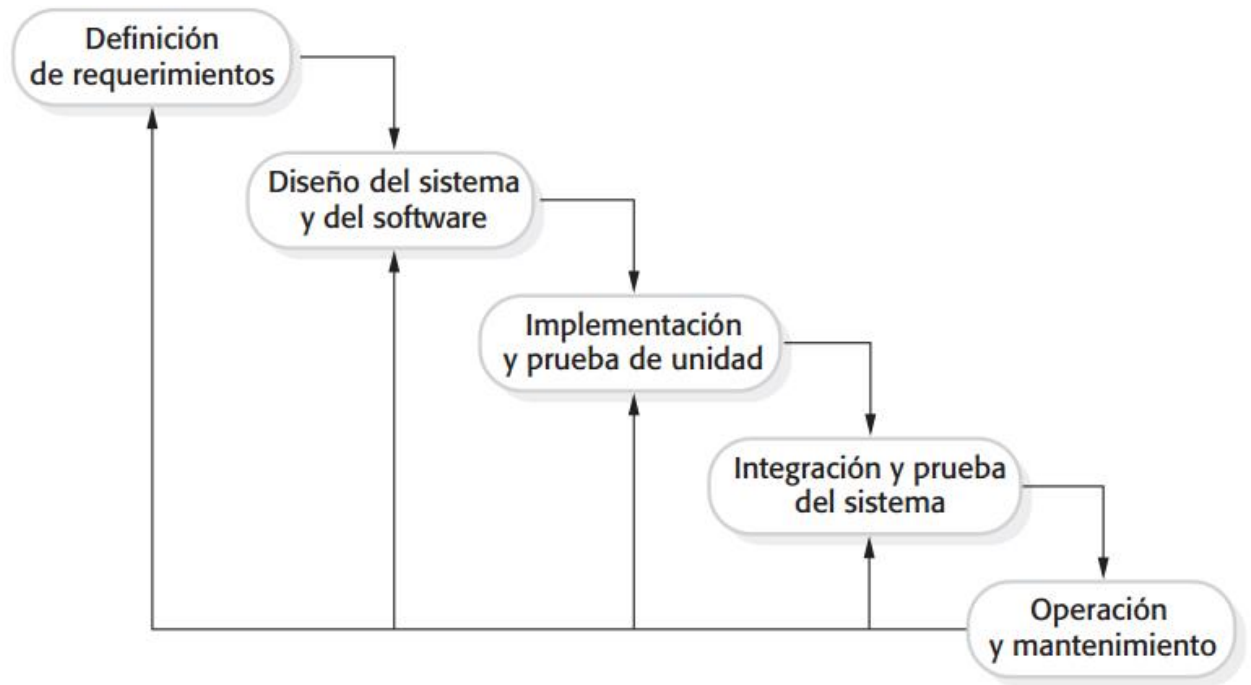 Definición
de requerimientos
Diseño del sistema
y del software
Implementación
y prueba de unidad
Integración y prueba
del sistema
Operación
y mantenimiento